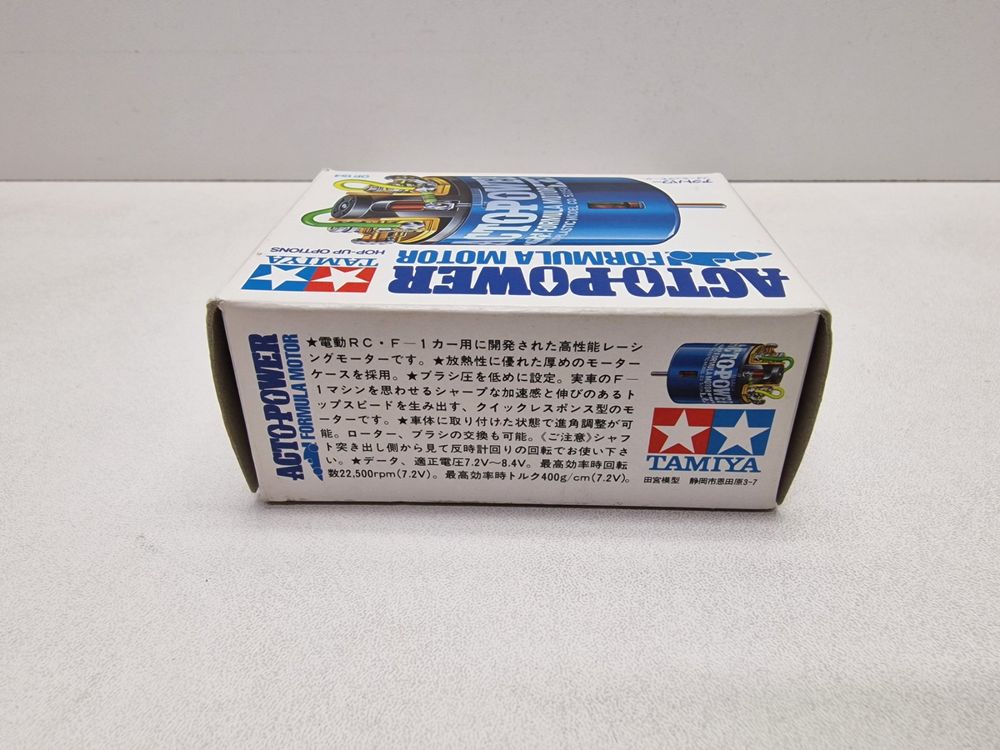 OP.194
アクトパワー
HOP-UP OPTIONS
TAMIYA
ACTO-POWER
FORMULA MOTOR
ACTO-POWER
FORMULA MOTOR
ACTO-POWER
FORMULA MOTOR
★電動RC・F−1カー用に開発された高性能レーシ
ングモーターです。★放熱性に優れた厚めのモーター
ケースを採用。★ブラシ圧を低めに設定。実車のF−
1マシンを思わせるシャープな加速感と伸びのあるト
ップスピードを生み出す、クイックレスポンス型のモ
ーターです。★車体に取り付けた状態で進角調整が可
能。ローター、ブラシの交換も可能。《ご注意》シャフ
ト突き出し側から見て反時計回りの回転でお使い下さ
い。★データ、適正電圧7.2V〜8.4V。最高効率時回転
数22,500rpm(7.2V)。最高効率時トルク400g/cm(7.2V)。
TAMIYA
田宮模型 静岡市恩田原3-7